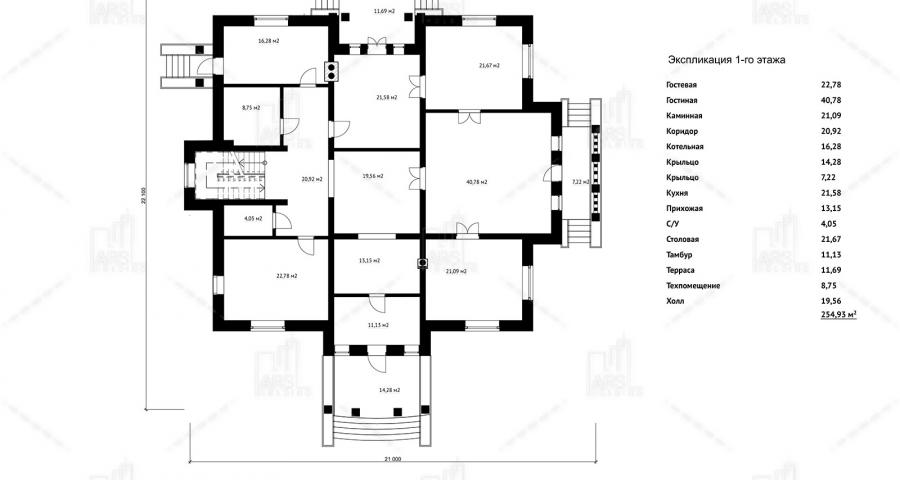 11,69 м2
16,28 м2
21,67 м2
21,58 м2
8,75 м2
20,92 м2
19,56 м2
40,78 м2
7,22 м2
4,05 м2
22,78 м2
13,15 м2
21,09 м2
11,13 м2
14,28 м2
22 100
21 000
Экспликация 1-го этажа
Гостевая 22,78
Гостиная 40,78
Каминная 21,09
Коридор 20,92
Котельная 16,28
Крыльцо 14,28
Крыльцо 7,22
Кухня 21,58
Прихожая 13,15
С/У 4,05
Столовая 21,67
Тамбур 11,13
Терраса 11,69
Техпомещение 8,75
Холл 19,56
254,93 м²